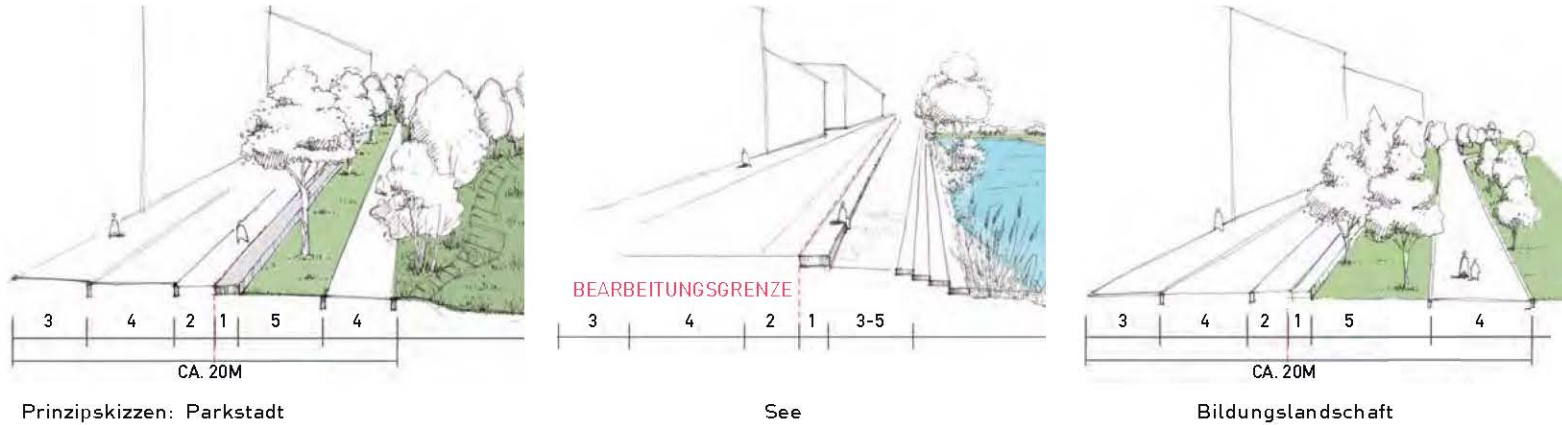 BEARBEITUNGSGRENZE
3 4 2 1 5 4
CA. 20M
3 4 2 1 3-5
3 4 2 1 5 4
CA. 20M
Prinzipskizzen: Parkstadt
See
Bildungslandschaft